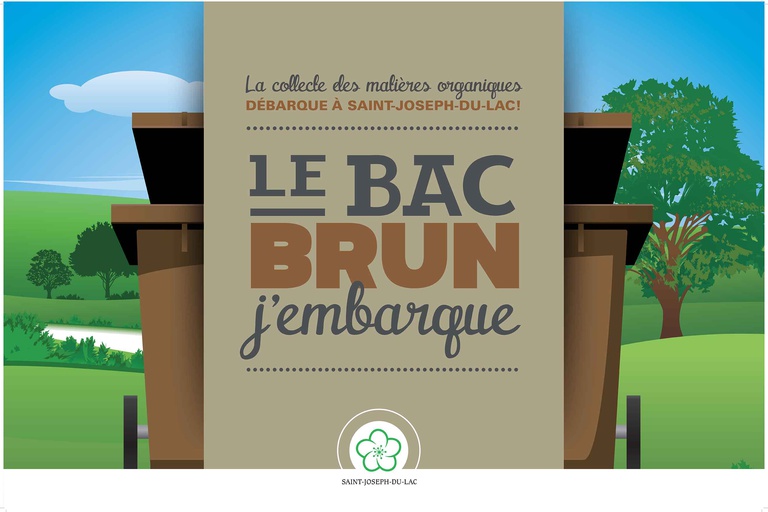 La collecte des matières organiques
DÉBARQUE À SAINT-JOSEPH-DU-LAC!
LE BAC
BRUN
j'embarque
SAINT-JOSEPH-DU-LAC